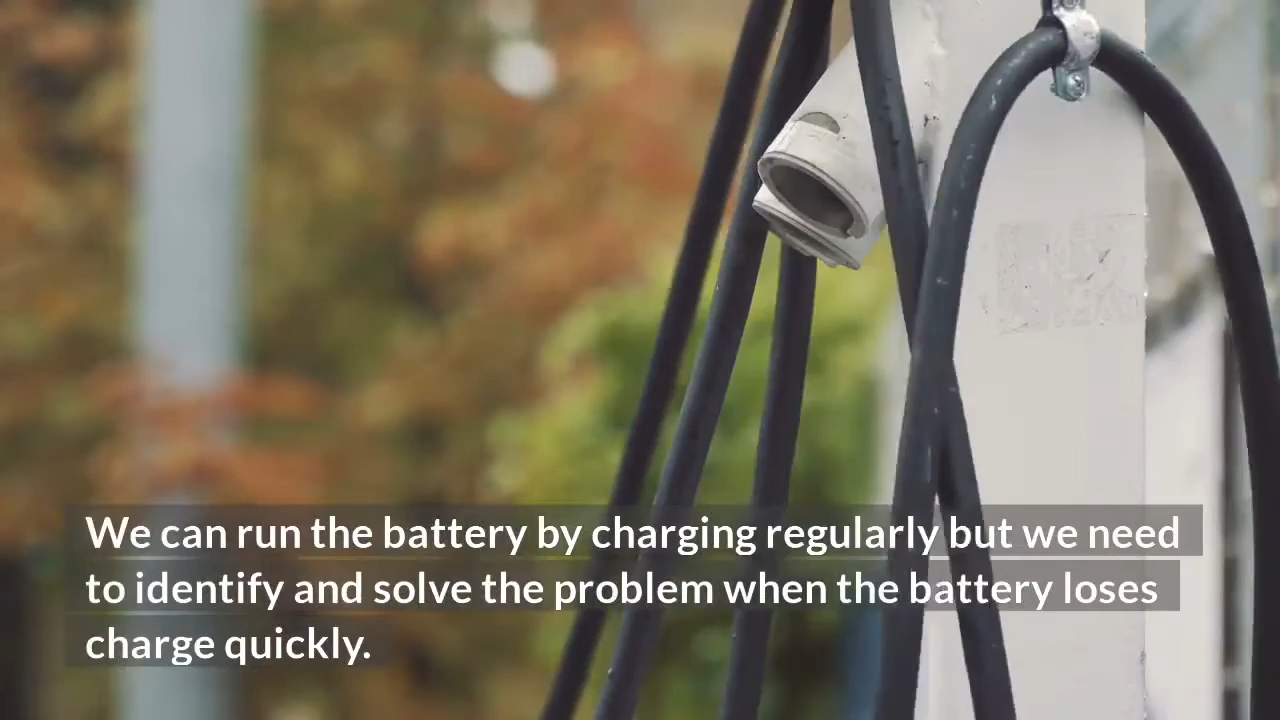 We can run the battery by charging regularly but we need
to identify and solve the problem when the battery loses
charge quickly.